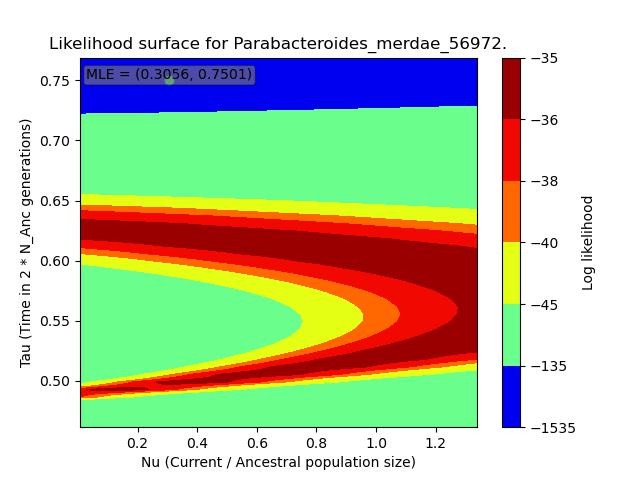 Likelihood surface for Parabacteroides_merdae_56972.
MLE = (0.3056, 0.7501)
0.75
0.70
0.65
0.60
0.55
0.50
Tau (Time in 2 * N_Anc generations)
0.2 0.4 0.6 0.8 1.0 1.2
Nu (Current / Ancestral population size)
−35
−36
−38
−40
−45
−135
−1535
Log likelihood